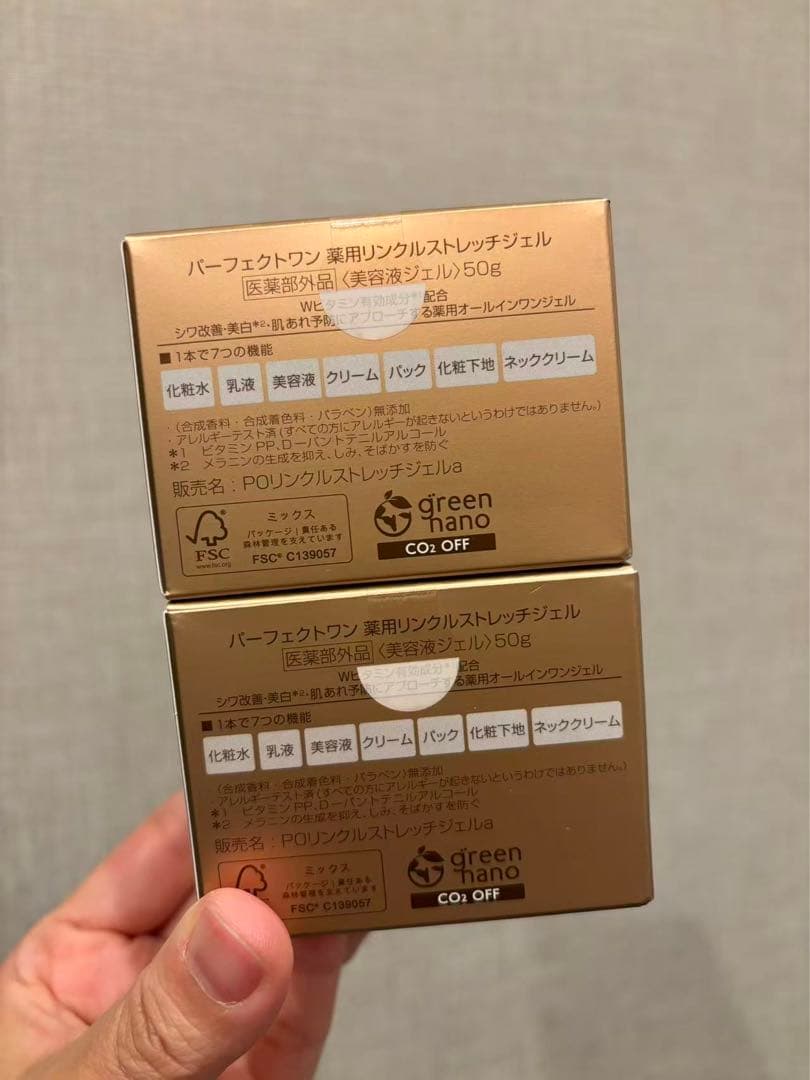 パーフェクトワン 薬用リンクルストレッチジェル
医薬部外品〈美容液ジェル〉50g
Wビタミン有効成分*1配合
シワ改善・美白*2・肌あれ予防にアプローチする薬用オールインワンジェル
■1本で7つの機能
化粧水 乳液 美容液 クリーム パック 化粧下地 ネッククリーム
・(合成香料・合成着色料・パラベン)無添加
・アレルギーテスト済(すべての方にアレルギーが起きないというわけではありません。)
*1 ビタミンPP、D-パントテニルアルコール
*2 メラニンの生成を抑え、しみ、そばかすを防ぐ
販売名:POリンクルストレッチジェルa
FSC
www.fsc.org
ミックス
パッケージ|責任ある
森林管理を支えています
FSC® C139057
green
nano
CO2 OFF
パーフェクトワン 薬用リンクルストレッチジェル
医薬部外品〈美容液ジェル〉50g
Wビタミン有効成分*1配合
シワ改善・美白*2・肌あれ予防にアプローチする薬用オールインワンジェル
■1本で7つの機能
化粧水 乳液 美容液 クリーム パック 化粧下地 ネッククリーム
・(合成香料・合成着色料・パラベン)無添加
・アレルギーテスト済(すべての方にアレルギーが起きないというわけではありません。)
*1 ビタミンPP、D-パントテニルアルコール
*2 メラニンの生成を抑え、しみ、そばかすを防ぐ
販売名:POリンクルストレッチジェルa
ミックス
パッケージ|責任ある
森林管理を支えています
FSC® C139057
green
nano
CO2 OFF